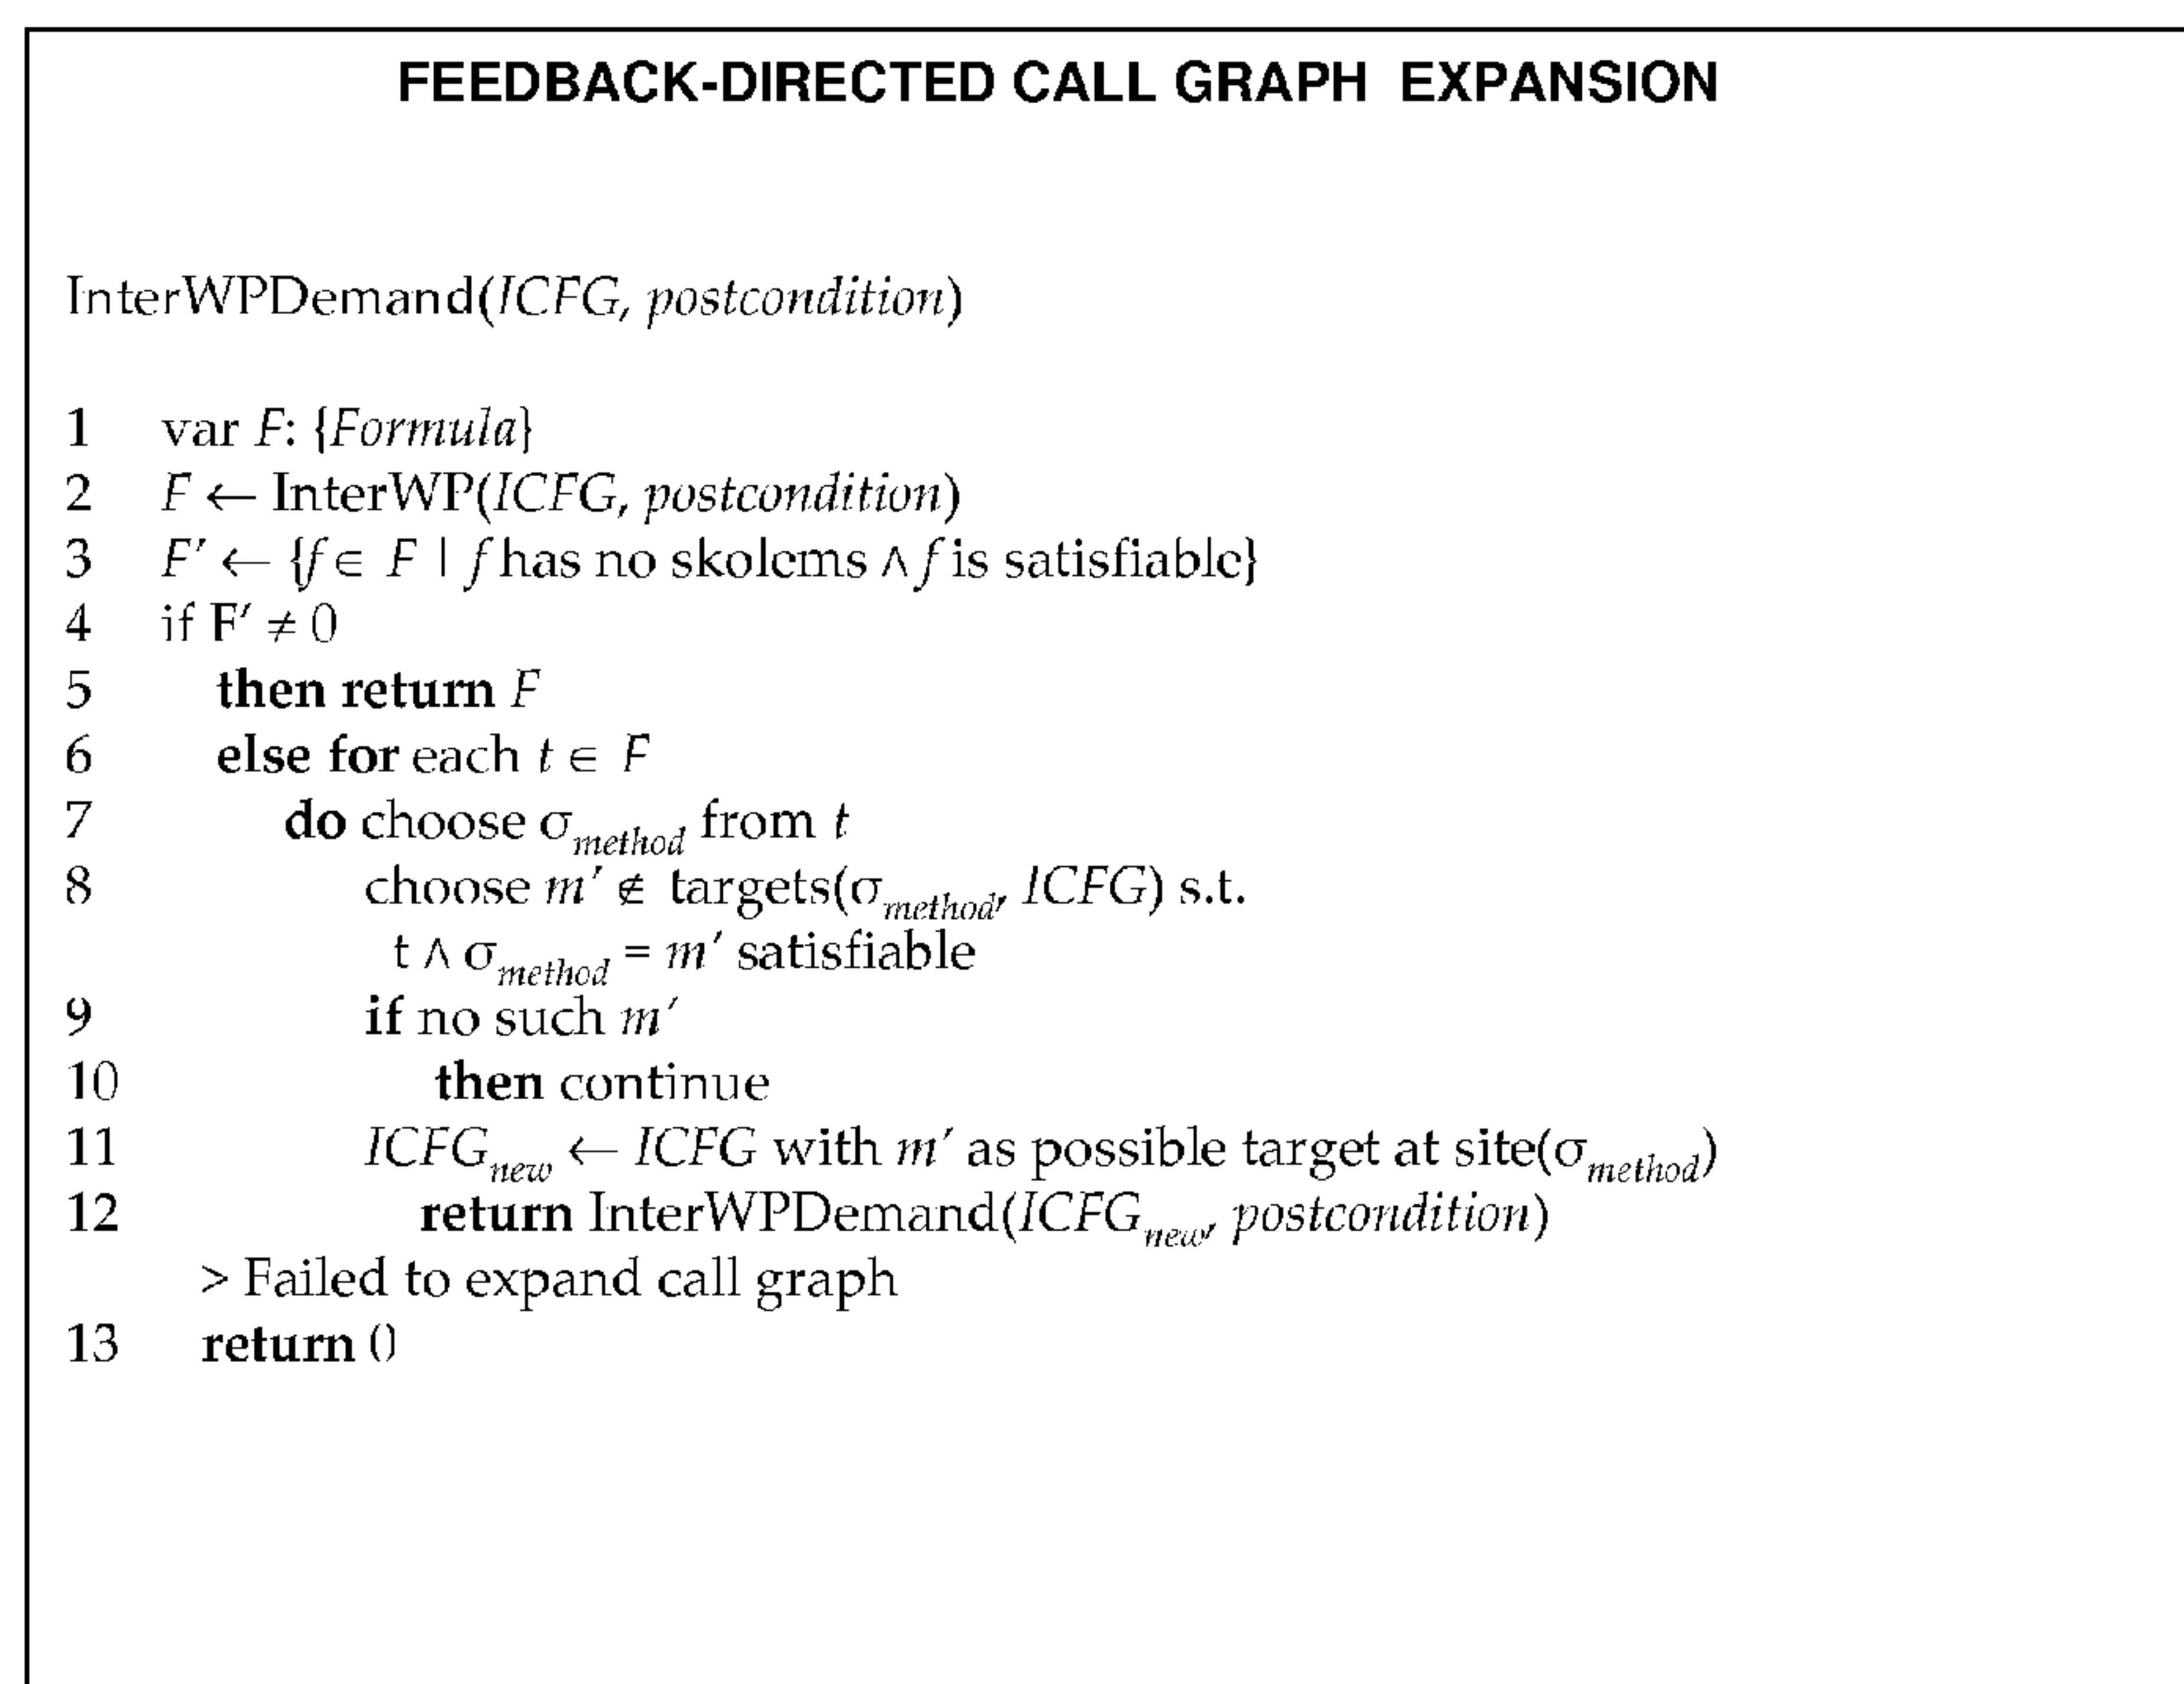 FEEDBACK-DIRECTED CALL GRAPH EXPANSION
InterWPDemand(ICFG, postcondition)
1 var F: {Formula}
2 F ← InterWP(ICFG, postcondition)
3 F′ ← {f ∈ F | f has no skolems ∧ f is satisfiable}
4 if F′ ≠ 0
5 then return F
6 else for each t ∈ F
7 do choose σmethod from t
8 choose m′ ∉ targets(σmethod, ICFG) s.t.
t ∧ σmethod = m′ satisfiable
9 if no such m′
10 then continue
11 ICFGnew ← ICFG with m′ as possible target at site(σmethod)
12 return InterWPDemand(ICFGnew, postcondition)
> Failed to expand call graph
13 return ()